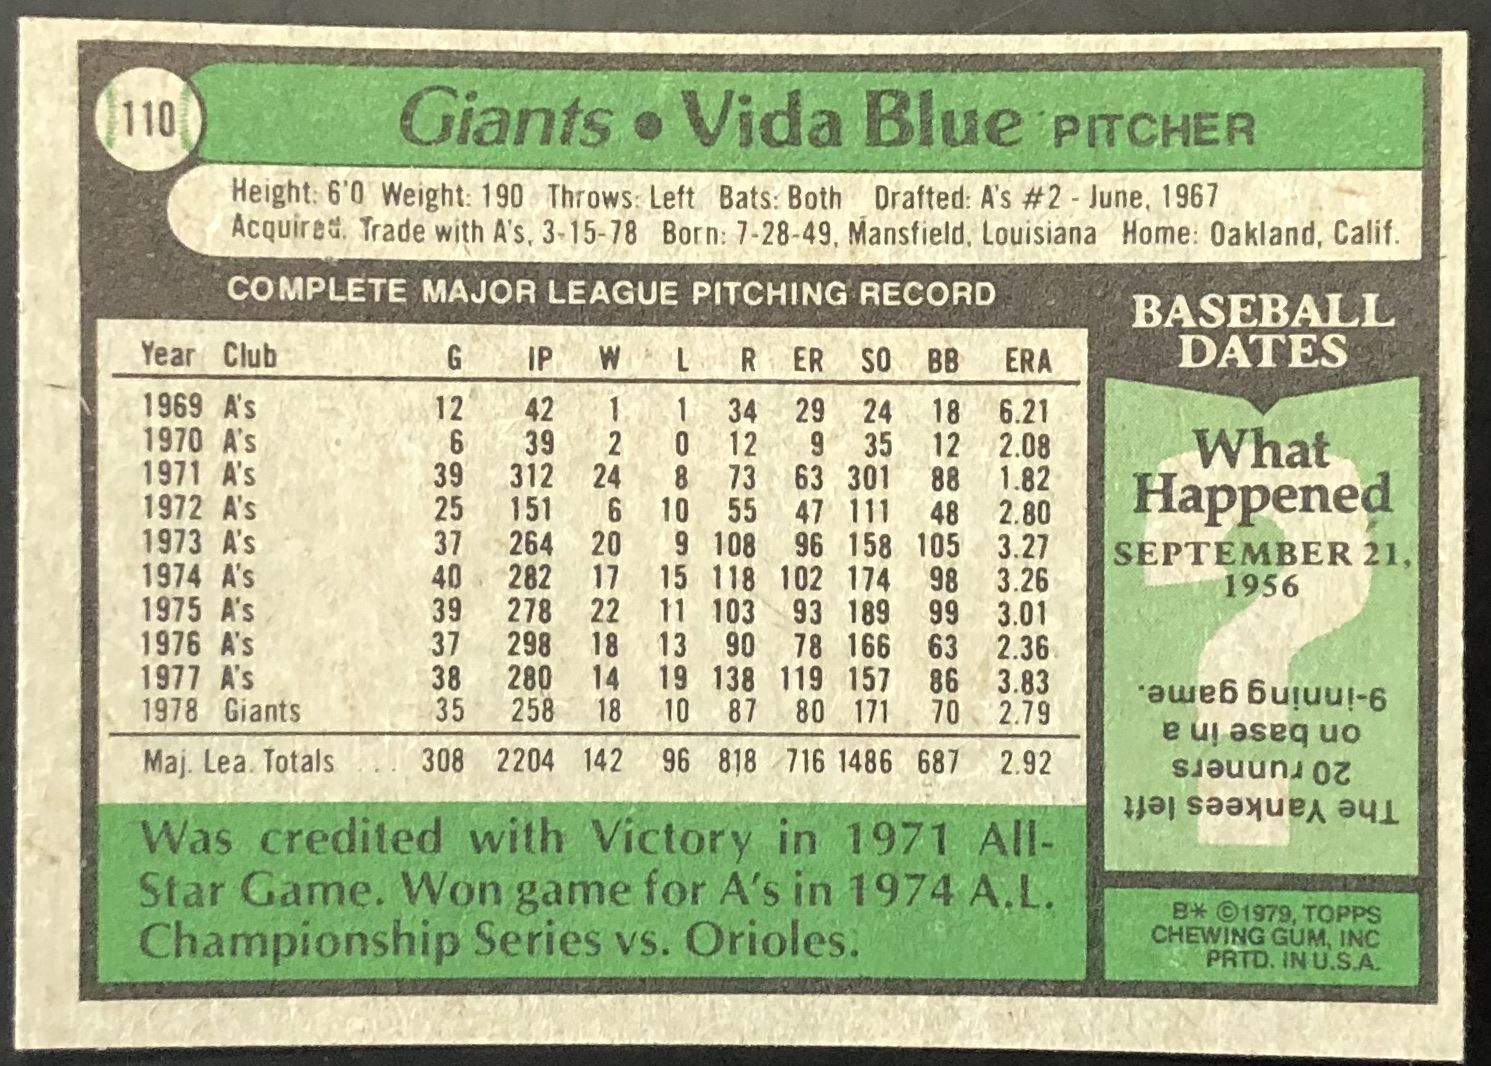 110
Giants • Vida Blue PITCHER
Height: 6'0 Weight: 190 Throws: Left Bats: Both Drafted: A's #2 - June, 1967
Acquired. Trade with A's, 3-15-78 Born: 7-28-49, Mansfield, Louisiana Home: Oakland, Calif.
COMPLETE MAJOR LEAGUE PITCHING RECORD
Year Club G IP W L R ER SO BB ERA
1969 A's 12 42 1 1 34 29 24 18 6.21
1970 A's 6 39 2 0 12 9 35 12 2.08
1971 A's 39 312 24 8 73 63 301 88 1.82
1972 A's 25 151 6 10 55 47 111 48 2.80
1973 A's 37 264 20 9 108 96 158 105 3.27
1974 A's 40 282 17 15 118 102 174 98 3.26
1975 A's 39 278 22 11 103 93 189 99 3.01
1976 A's 37 298 18 13 90 78 166 63 2.36
1977 A's 38 280 14 19 138 119 157 86 3.83
1978 Giants 35 258 18 10 87 80 171 70 2.79
Maj. Lea. Totals ... 308 2204 142 96 818 716 1486 687 2.92
Was credited with Victory in 1971 All-
Star Game. Won game for A's in 1974 A.L.
Championship Series vs. Orioles.
BASEBALL
DATES
What
Happened
SEPTEMBER 21,
1956
?
The Yankees left
20 runners
on base in a
9-inning game.
B* ©1979, TOPPS
CHEWING GUM, INC
PRTD. IN U.S.A.